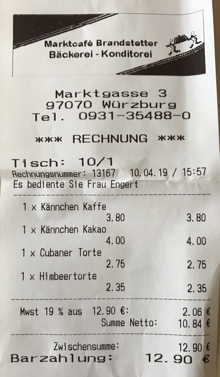 Marktcafé Brandstetter
Bäckerei - Konditorei
Marktgasse 3
97070 Würzburg
Tel. 0931-35488-0
*** RECHNUNG ***
Tisch: 10/1
Rechnungsnummer: 13167 10.04.19 / 15:57
Es bediente Sie Frau Engert
1 x Kännchen Kaffe
3.80 3.80
1 x Kännchen Kakao
4.00 4.00
1 x Cubaner Torte
2.75 2.75
1 x Himbeertorte
2.35 2.35
Mwst 19 % aus 12.90 €: 2.06 €
Summe Netto: 10.84 €
Zwischensumme: 12.90 €
Barzahlung: 12.90 €